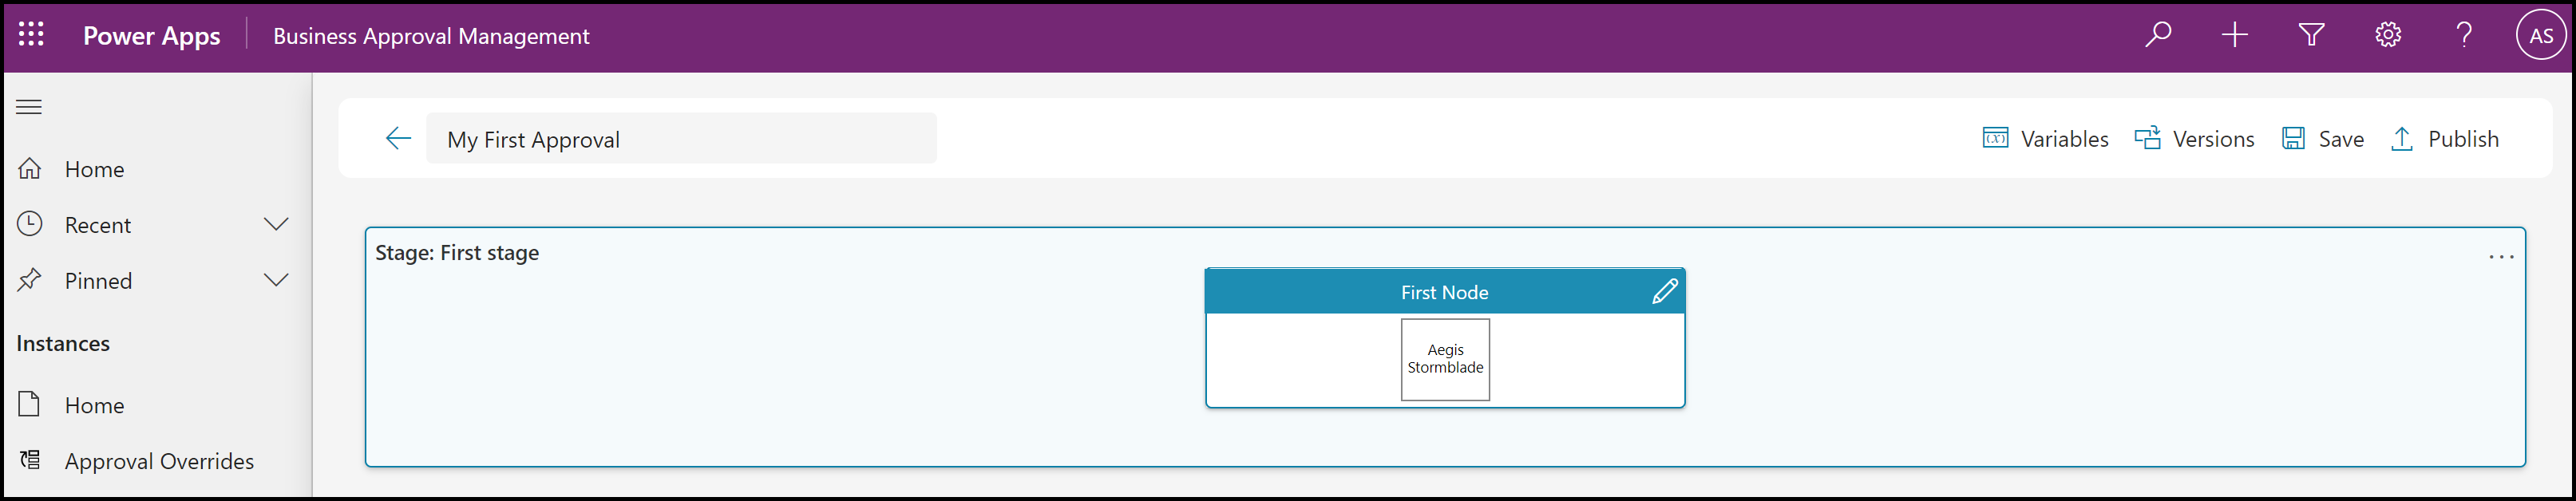 Power Apps
Business Approval Management
AS
My First Approval
Variables
Versions
Save
Publish
Home
Recent
Pinned
Instances
Home
Approval Overrides
Stage: First stage
First Node
Aegis
Stormblade